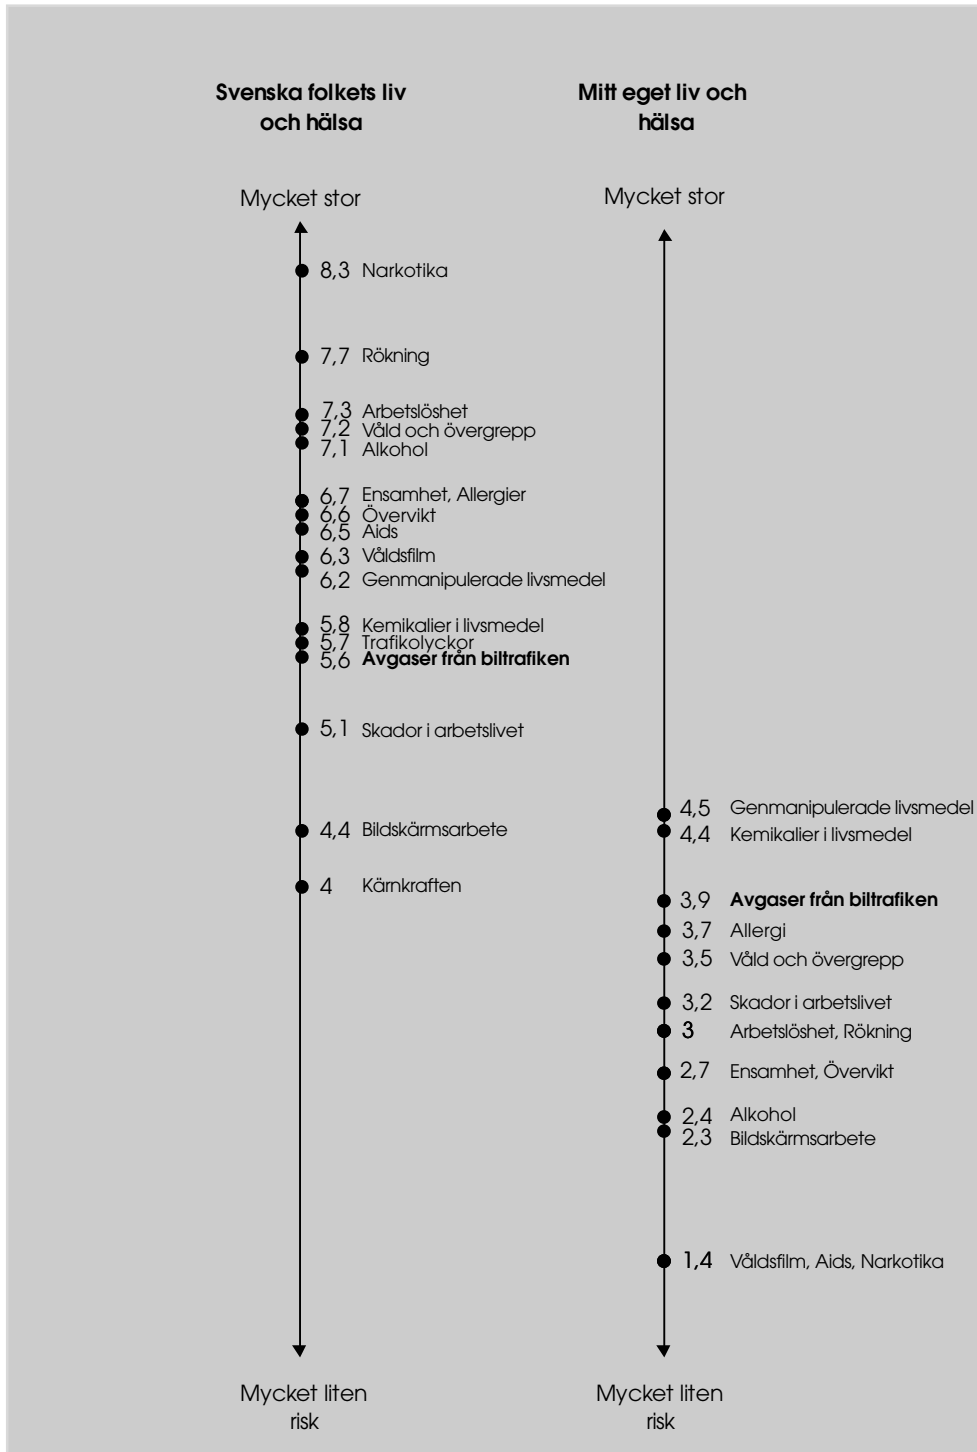 Svenska folkets liv
och hälsa
Mycket stor
8,3 Narkotika
7,7 Rökning
7,3 Arbetslöshet
7,2 Våld och övergrepp
7,1 Alkohol
6,7 Ensamhet, Allergier
6,6 Övervikt
6,5 Aids
6,3 Våldsfilm
6,2 Genmanipulerade livsmedel
5,8 Kemikalier i livsmedel
5,7 Trafikolyckor
5,6 Avgaser från biltrafiken
5,1 Skador i arbetslivet
4,4 Bildskärmsarbete
4 Kärnkraften
Mycket liten
risk
Mitt eget liv och
hälsa
Mycket stor
4,5 Genmanipulerade livsmedel
4,4 Kemikalier i livsmedel
3,9 Avgaser från biltrafiken
3,7 Allergi
3,5 Våld och övergrepp
3,2 Skador i arbetslivet
3 Arbetslöshet, Rökning
2,7 Ensamhet, Övervikt
2,4 Alkohol
2,3 Bildskärmsarbete
1,4 Våldsfilm, Aids, Narkotika
Mycket liten
risk